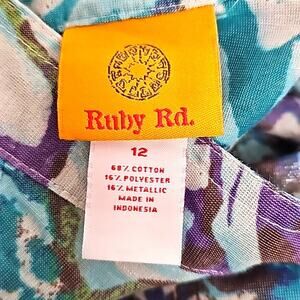 Ruby Rd.
12
68% COTTON
16% POLYESTER
16% METALLIC
MADE IN
INDONESIA